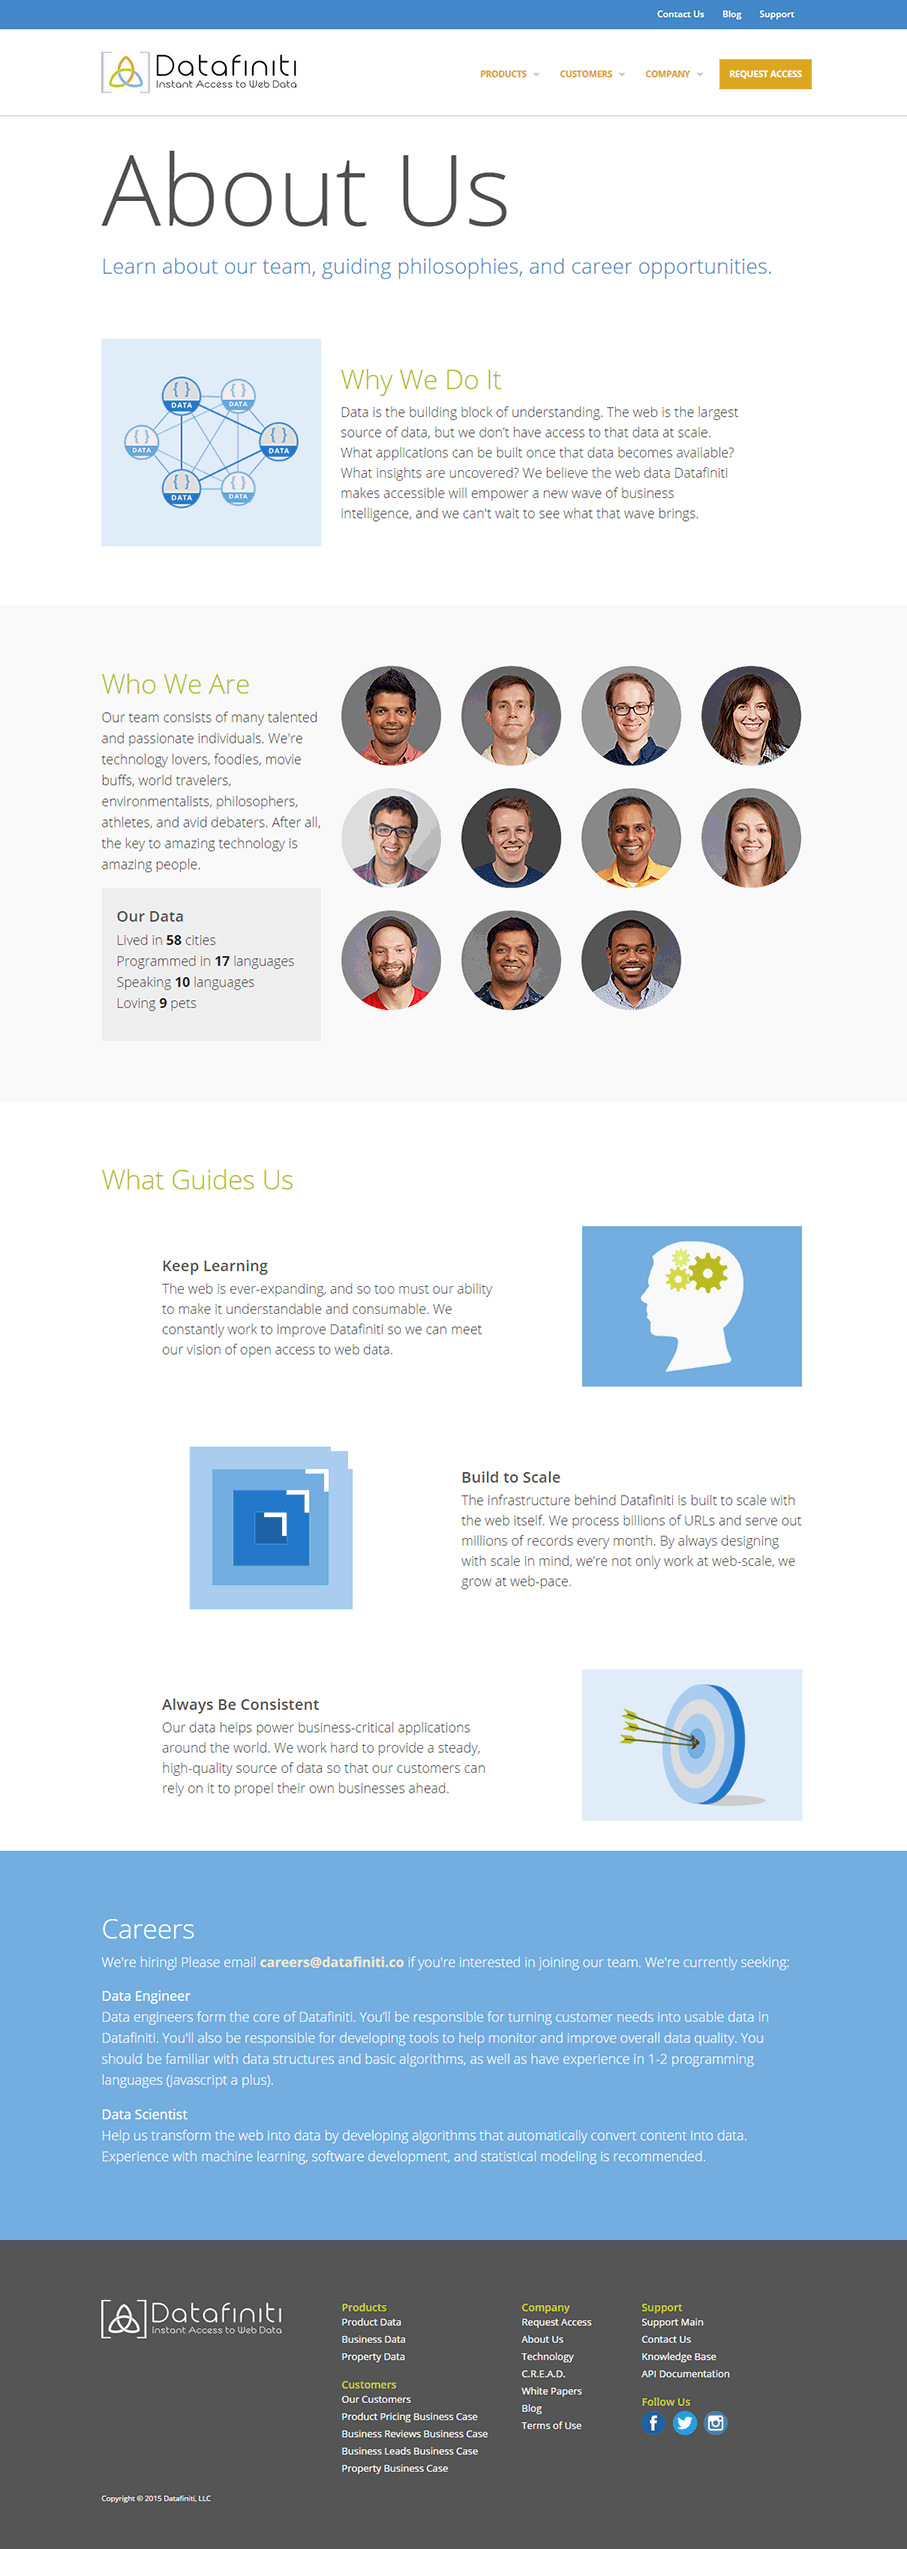 Contact Us Blog Support
Datafiniti
Instant Access to Web Data
PRODUCTS CUSTOMERS COMPANY REQUEST ACCESS
About Us
Learn about our team, guiding philosophies, and career opportunities.
{ } DATA
{ } DATA
{ } DATA
{ } DATA
{ } DATA
{ } DATA
Why We Do It
Data is the building block of understanding. The web is the largest
source of data, but we don't have access to that data at scale.
What applications can be built once that data becomes available?
What insights are uncovered? We believe the web data Datafiniti
makes accessible will empower a new wave of business
intelligence, and we can't wait to see what that wave brings.
Who We Are
Our team consists of many talented
and passionate individuals. We're
technology lovers, foodies, movie
buffs, world travelers,
environmentalists, philosophers,
athletes, and avid debaters. After all,
the key to amazing technology is
amazing people.
Our Data
Lived in 58 cities
Programmed in 17 languages
Speaking 10 languages
Loving 9 pets
What Guides Us
Keep Learning
The web is ever-expanding, and so too must our ability
to make it understandable and consumable. We
constantly work to improve Datafiniti so we can meet
our vision of open access to web data.
Build to Scale
The infrastructure behind Datafiniti is built to scale with
the web itself. We process billions of URLs and serve out
millions of records every month. By always designing
with scale in mind, we're not only work at web-scale, we
grow at web-pace.
Always Be Consistent
Our data helps power business-critical applications
around the world. We work hard to provide a steady,
high-quality source of data so that our customers can
rely on it to propel their own businesses ahead.
Careers
We're hiring! Please email careers@datafiniti.co if you're interested in joining our team. We're currently seeking:
Data Engineer
Data engineers form the core of Datafiniti. You'll be responsible for turning customer needs into usable data in
Datafiniti. You'll also be responsible for developing tools to help monitor and improve overall data quality. You
should be familiar with data structures and basic algorithms, as well as have experience in 1-2 programming
languages (Javascript a plus).
Data Scientist
Help us transform the web into data by developing algorithms that automatically convert content into data.
Experience with machine learning, software development, and statistical modeling is recommended.
Datafiniti
Instant Access to Web Data
Products
Product Data
Business Data
Property Data
Customers
Our Customers
Product Pricing Business Case
Business Reviews Business Case
Business Leads Business Case
Property Business Case
Company
Request Access
About Us
Technology
C.R.E.A.D.
White Papers
Blog
Terms of Use
Support
Support Main
Contact Us
Knowledge Base
API Documentation
Follow Us
Copyright © 2015 Datafiniti, LLC